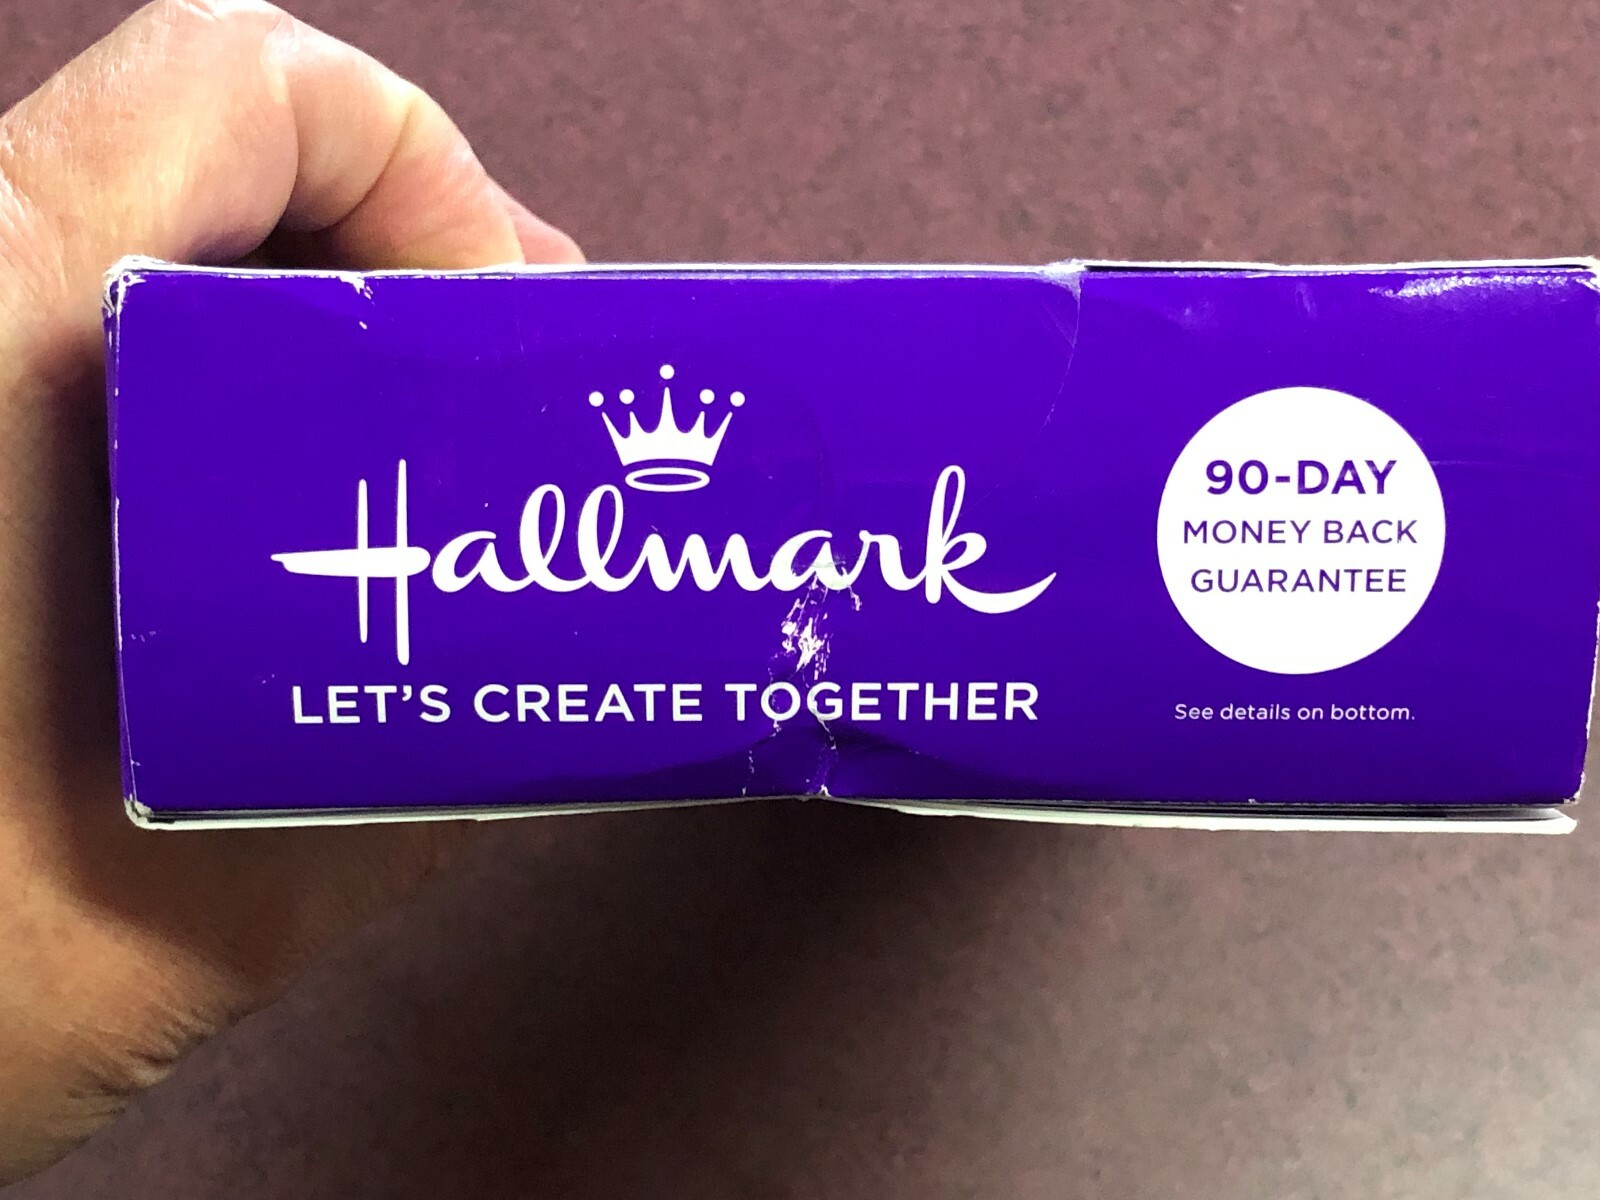 Hallmark
LET'S CREATE TOGETHER
90-DAY
MONEY BACK
GUARANTEE
See details on bottom.